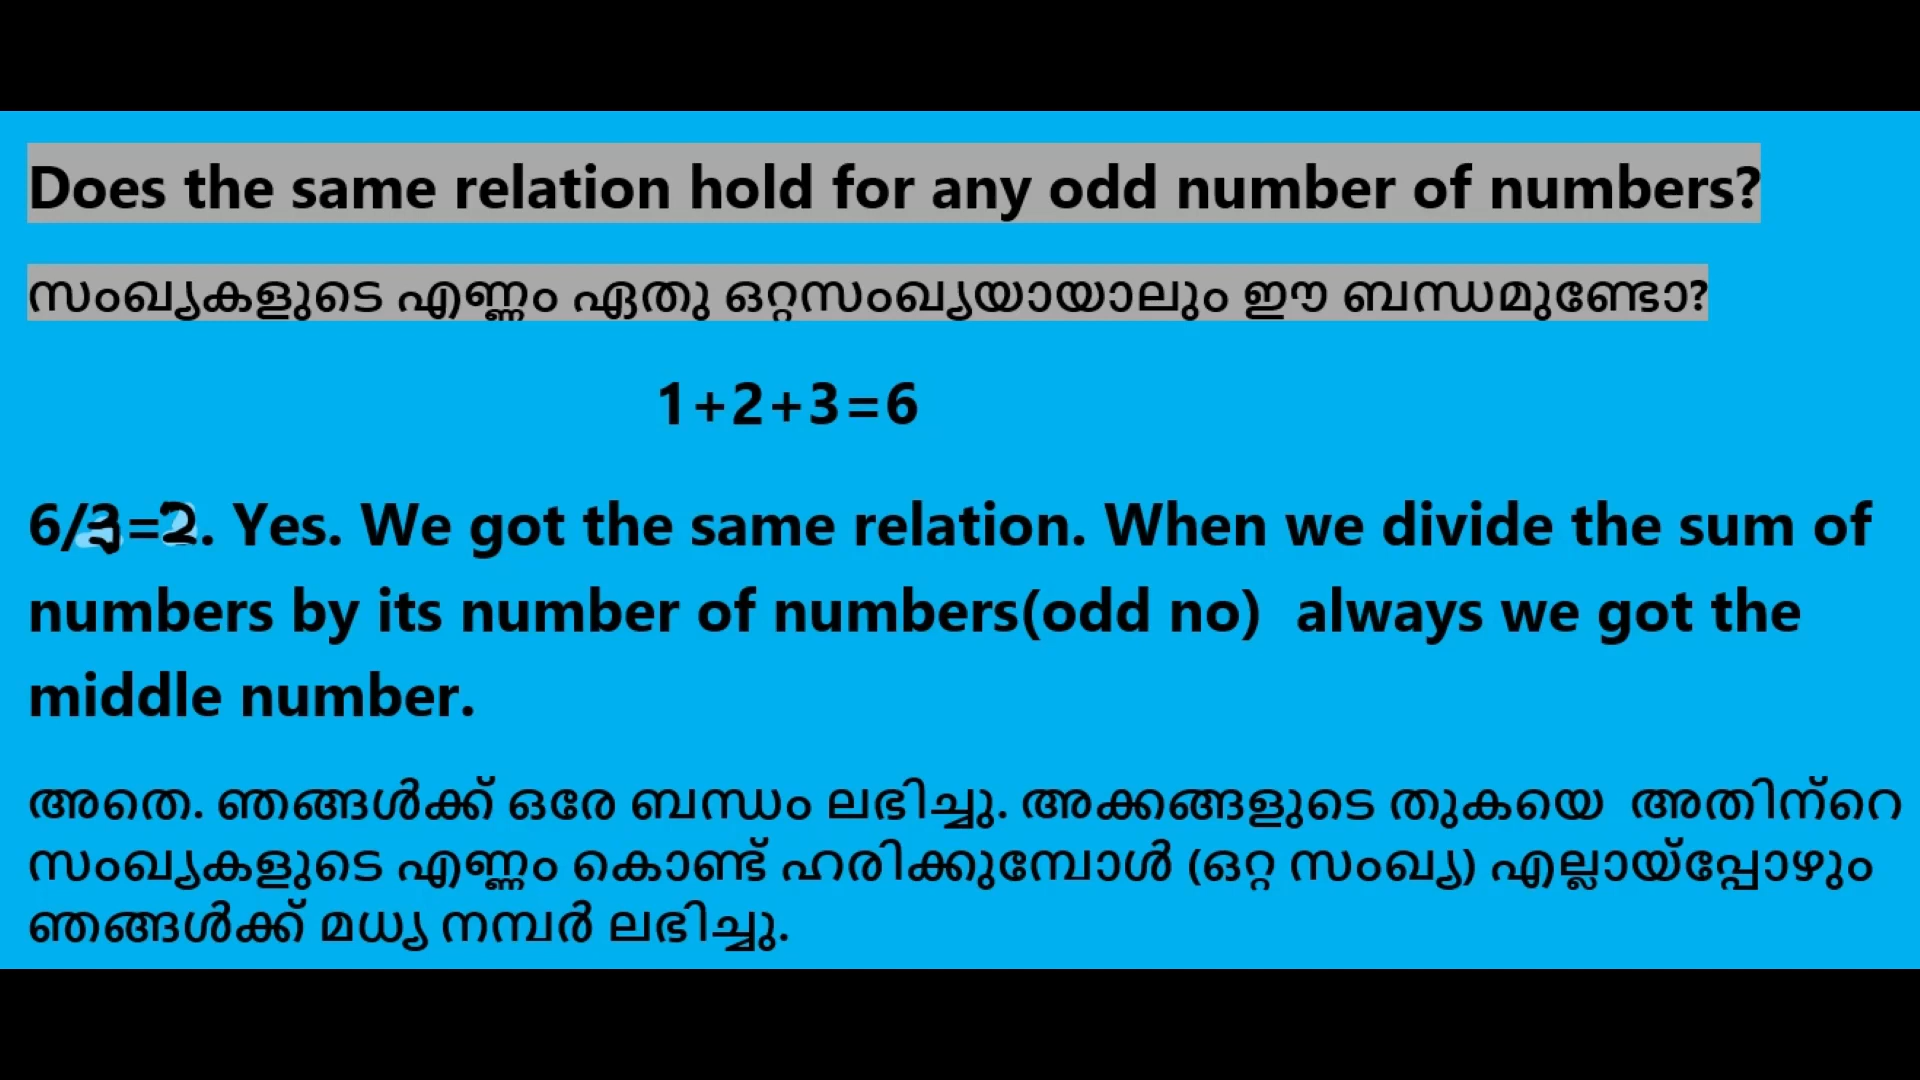 Does the same relation hold for any odd number of numbers?
സംഖ്യകളുടെ എണ്ണം ഏതു ഒറ്റസംഖ്യയായാലും ഈ ബന്ധമുണ്ടോ?
1+2+3=6
6/3=2. Yes. We got the same relation. When we divide the sum of
numbers by its number of numbers(odd no) always we got the
middle number.
അതെ. ഞങ്ങൾക്ക് ഒരേ ബന്ധം ലഭിച്ചു. അക്കങ്ങളുടെ തുകയെ അതിന്റെ
സംഖ്യകളുടെ എണ്ണം കൊണ്ട് ഹരിക്കുമ്പോൾ (ഒറ്റ സംഖ്യ) എല്ലായ്പ്പോഴും
ഞങ്ങൾക്ക് മധ്യ നമ്പർ ലഭിച്ചു.